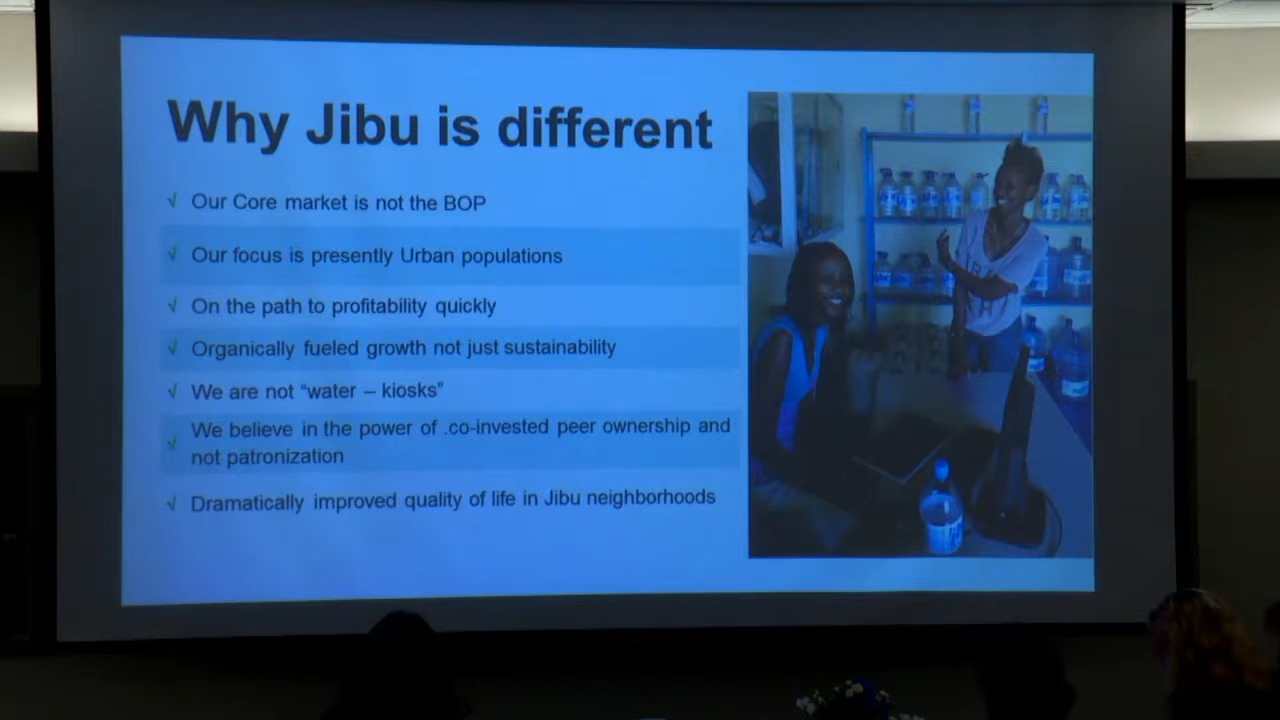 Why Jibu is different
√ Our Core market is not the BOP
√ Our focus is presently Urban populations
√ On the path to profitability quickly
√ Organically fueled growth not just sustainability
√ We are not “water – kiosks”
√ We believe in the power of .co-invested peer ownership and
not patronization
√ Dramatically improved quality of life in Jibu neighborhoods